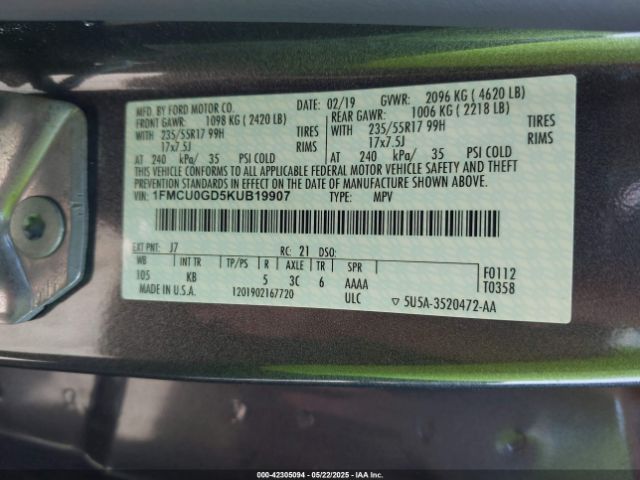 MFD. BY FORD MOTOR CO.
DATE: 02/19 GVWR: 2096 KG ( 4620 LB)
FRONT GAWR: 1098 KG ( 2420 LB)
REAR GAWR: 1006 KG ( 2218 LB)
WITH 235/55R17 99H TIRES
17x7.5J RIMS
AT 240 kPa/ 35 PSI COLD
WITH 235/55R17 99H TIRES
17x7.5J RIMS
AT 240 kPa/ 35 PSI COLD
THIS VEHICLE CONFORMS TO ALL APPLICABLE FEDERAL MOTOR VEHICLE SAFETY AND THEFT
PREVENTION STANDARDS IN EFFECT ON THE DATE OF MANUFACTURE SHOWN ABOVE.
VIN: 1FMCU0GD5KUB19907 TYPE: MPV
EXT PNT: J7 RC: 21 DSO:
WB INT TR TP/PS R AXLE TR SPR
105 KB 5 3C 6 AAAA
F0112
T0358
MADE IN U.S.A. 1201902167720 ULC
5U5A-3520472-AA
000-42305094 - 05/22/2025 - IAAI.CA